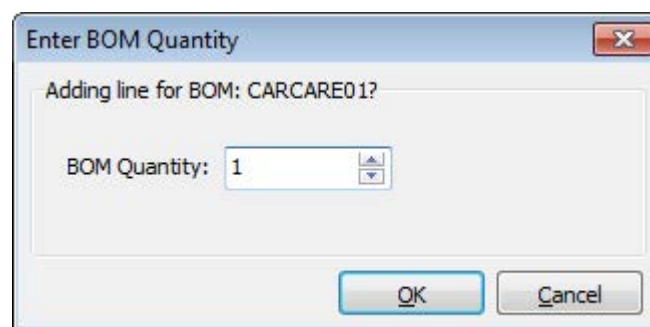 Enter BOM Quantity
Adding line for BOM: CARCARE01?
BOM Quantity: 1
OK Cancel